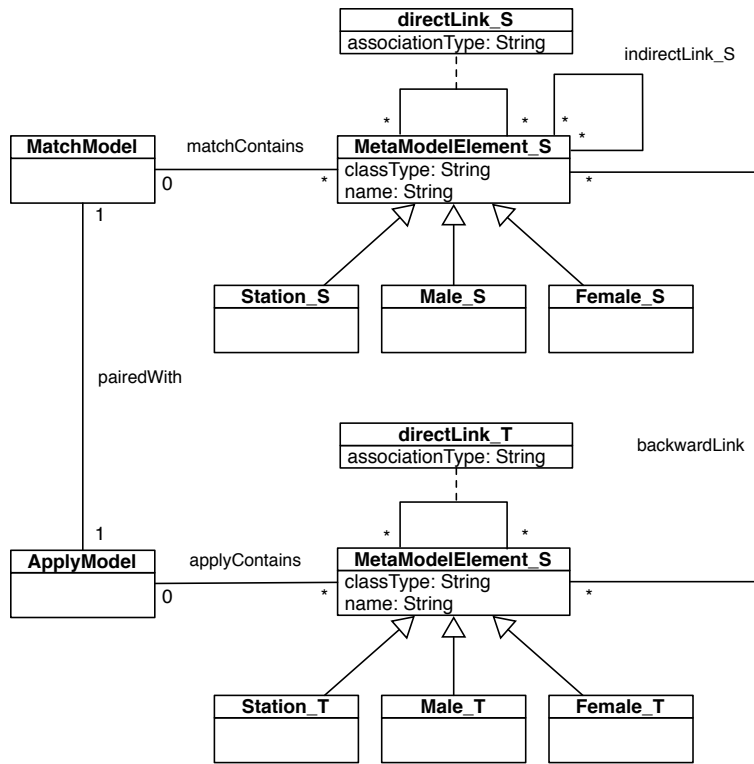 directLink_S
associationType: String
indirectLink_S
* * *
*
MatchModel
matchContains
MetaModelElement_S
classType: String
name: String
0 * *
1
Station_S Male_S Female_S
pairedWith
directLink_T
associationType: String
backwardLink
* *
1
ApplyModel
applyContains
MetaModelElement_S
classType: String
name: String
0 * *
Station_T Male_T Female_T